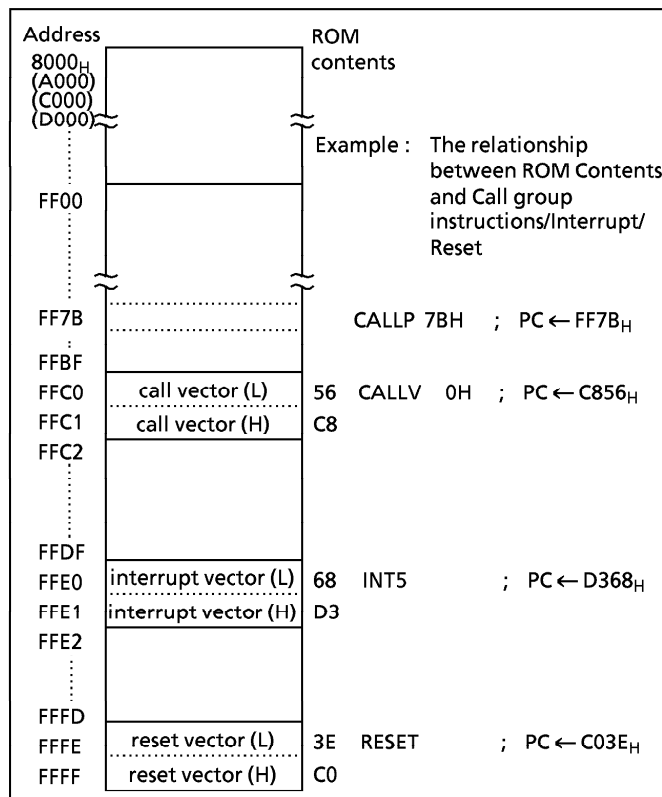 Address ROM
8000H contents
(A000)
(C000)
(D000)
Example : The relationship
between ROM Contents
and Call group
instructions/Interrupt/
Reset
FF00
FF7B CALLP 7BH ; PC ← FF7BH
FFBF
FFC0 call vector (L) 56 CALLV 0H ; PC ← C856H
FFC1 call vector (H) C8
FFC2
FFDF
FFE0 interrupt vector (L) 68 INT5 ; PC ← D368H
FFE1 interrupt vector (H) D3
FFE2
FFFD
FFFE reset vector (L) 3E RESET ; PC ← C03EH
FFFF reset vector (H) C0